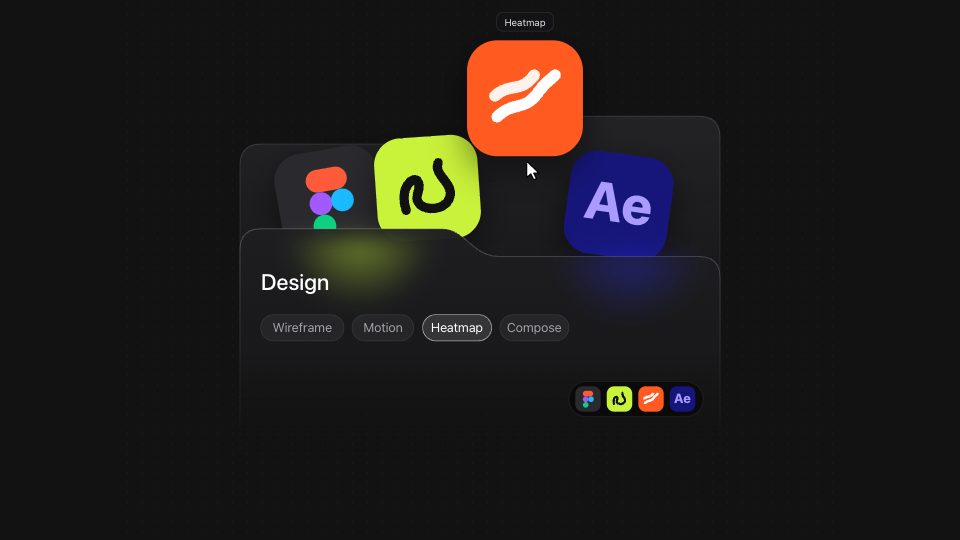 Heatmap
Ae
Design
Wireframe Motion Heatmap Compose
Ae